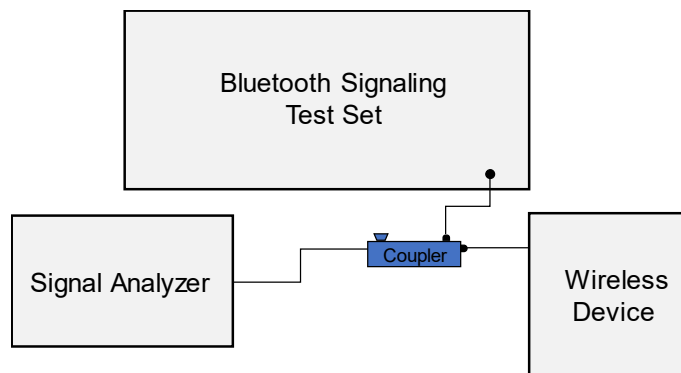 Bluetooth Signaling
Test Set
Signal Analyzer
Coupler
Wireless
Device